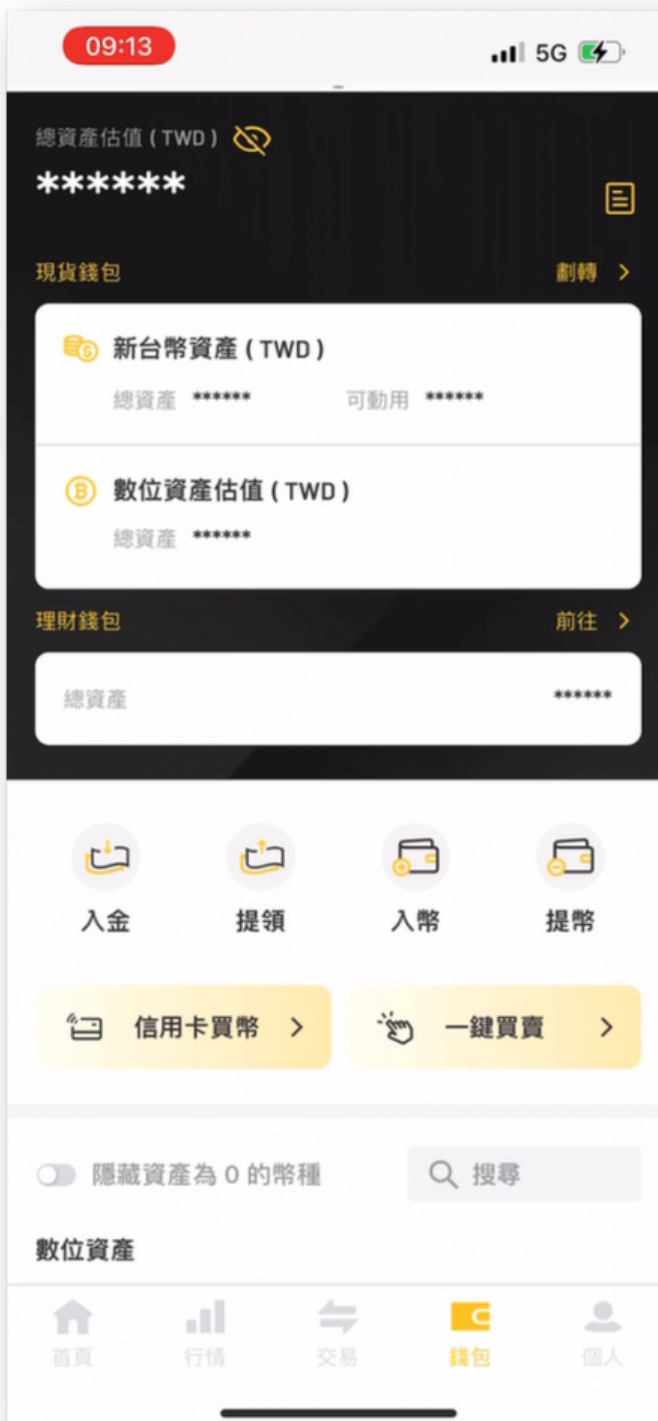 09:13 5G
總資產估值 ( TWD )
******
現貨錢包 劃轉 >
新台幣資產 ( TWD )
總資產 ****** 可動用 ******
數位資產估值 ( TWD )
總資產 ******
理財錢包 前往 >
總資產 ******
入金 提領 入幣 提幣
信用卡買幣 > 一鍵買賣 >
隱藏資產為 0 的幣種 搜尋
數位資產
首頁 行情 交易 錢包 個人